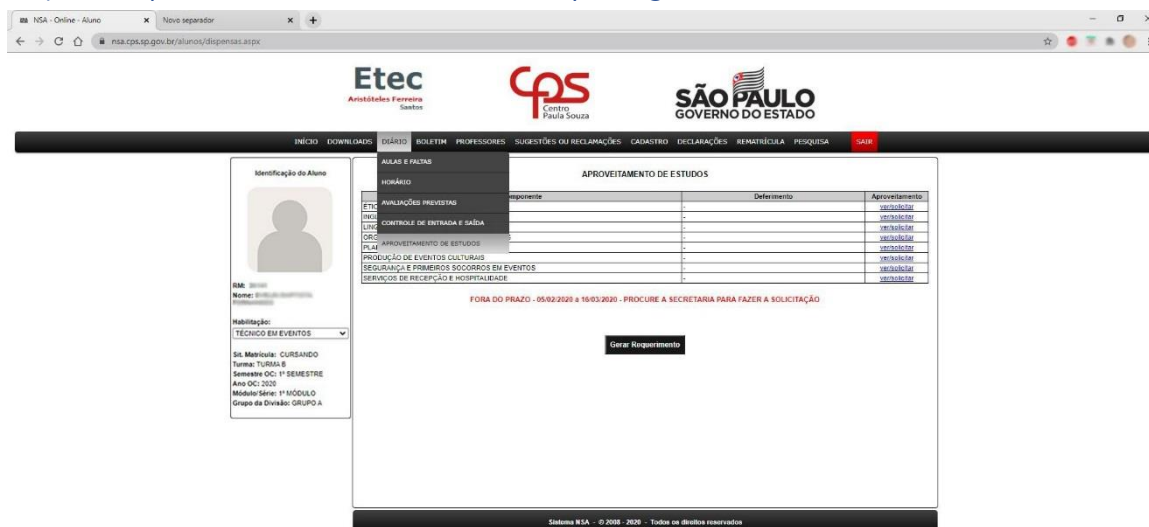 NSA - Online - Aluno
Novo separador
nsa.cps.sp.gov.br/alunos/dispensas.aspx
Etec
Aristóteles Ferreira
Santos
CPS
Centro
Paula Souza
SÃO PAULO
GOVERNO DO ESTADO
INÍCIO DOWNLOADS DIÁRIO BOLETIM PROFESSORES SUGESTÕES OU RECLAMAÇÕES CADASTRO DECLARAÇÕES REMATRÍCULA PESQUISA SAIR
AULAS E FALTAS
HORÁRIO
AVALIAÇÕES PREVISTAS
CONTROLE DE ENTRADA E SAÍDA
APROVEITAMENTO DE ESTUDOS
Identificação do Aluno
RM:
Nome:
Habilitação:
TÉCNICO EM EVENTOS
Sit. Matrícula: CURSANDO
Turma: TURMA B
Semestre OC: 1º SEMESTRE
Ano OC: 2020
Módulo/Série: 1º MÓDULO
Grupo da Divisão: GRUPO A
APROVEITAMENTO DE ESTUDOS
Deferimento Aproveitamento
- ver/solicitar
- ver/solicitar
- ver/solicitar
- ver/solicitar
- ver/solicitar
PRODUÇÃO DE EVENTOS CULTURAIS - ver/solicitar
SEGURANÇA E PRIMEIROS SOCORROS EM EVENTOS - ver/solicitar
SERVIÇOS DE RECEPÇÃO E HOSPITALIDADE - ver/solicitar
FORA DO PRAZO - 05/02/2020 a 16/03/2020 - PROCURE A SECRETARIA PARA FAZER A SOLICITAÇÃO
Gerar Requerimento
Sistema NSA - © 2008 - 2020 - Todos os direitos reservados